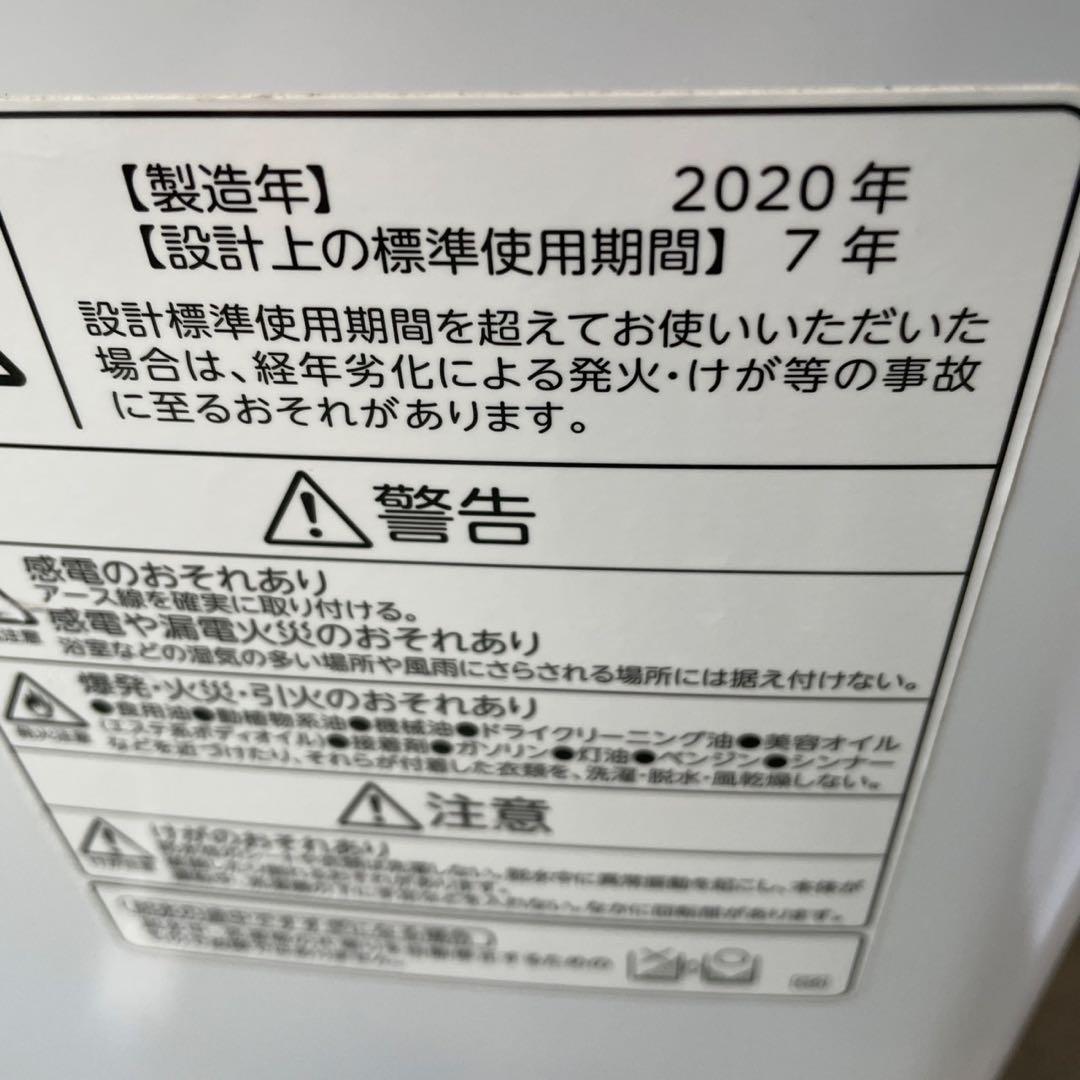 【製造年】 2020年
【設計上の標準使用期間】 7年
設計標準使用期間を超えてお使いいただいた
場合は、経年劣化による発火・けが等の事故
に至るおそれがあります。
警告
感電のおそれあり
アース線を確実に取り付ける。
感電や漏電火災のおそれあり
浴室などの湿気の多い場所や風雨にさらされる場所には据え付けない。
爆発・火災・引火のおそれあり
●食用油●動植物系油●機械油●ドライクリーニング油●美容オイル
(エステ系ボディオイル)●接着剤●ガソリン●灯油●ベンジン●シンナー
などを近づけたり、それらが付着した衣類を、洗濯・脱水・風乾燥しない。
注意
けがのおそれあり